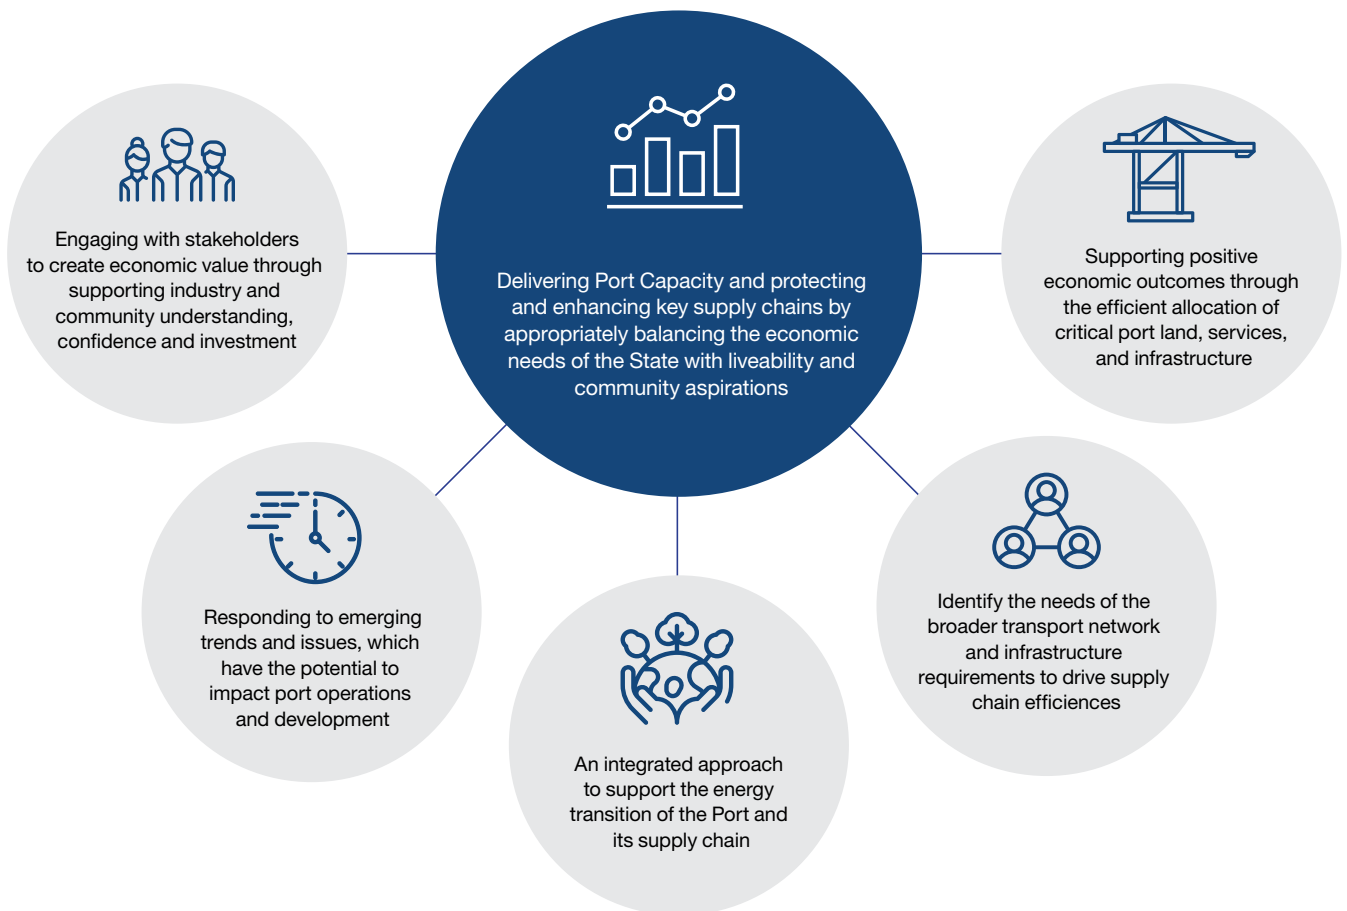 Delivering Port Capacity and protecting
and enhancing key supply chains by
appropriately balancing the economic
needs of the State with liveability and
community aspirations
Engaging with stakeholders
to create economic value through
supporting industry and
community understanding,
confidence and investment
Responding to emerging
trends and issues, which
have the potential to
impact port operations
and development
An integrated approach
to support the energy
transition of the Port and
its supply chain
Identify the needs of the
broader transport network
and infrastructure
requirements to drive supply
chain efficiences
Supporting positive
economic outcomes through
the efficient allocation of
critical port land, services,
and infrastructure